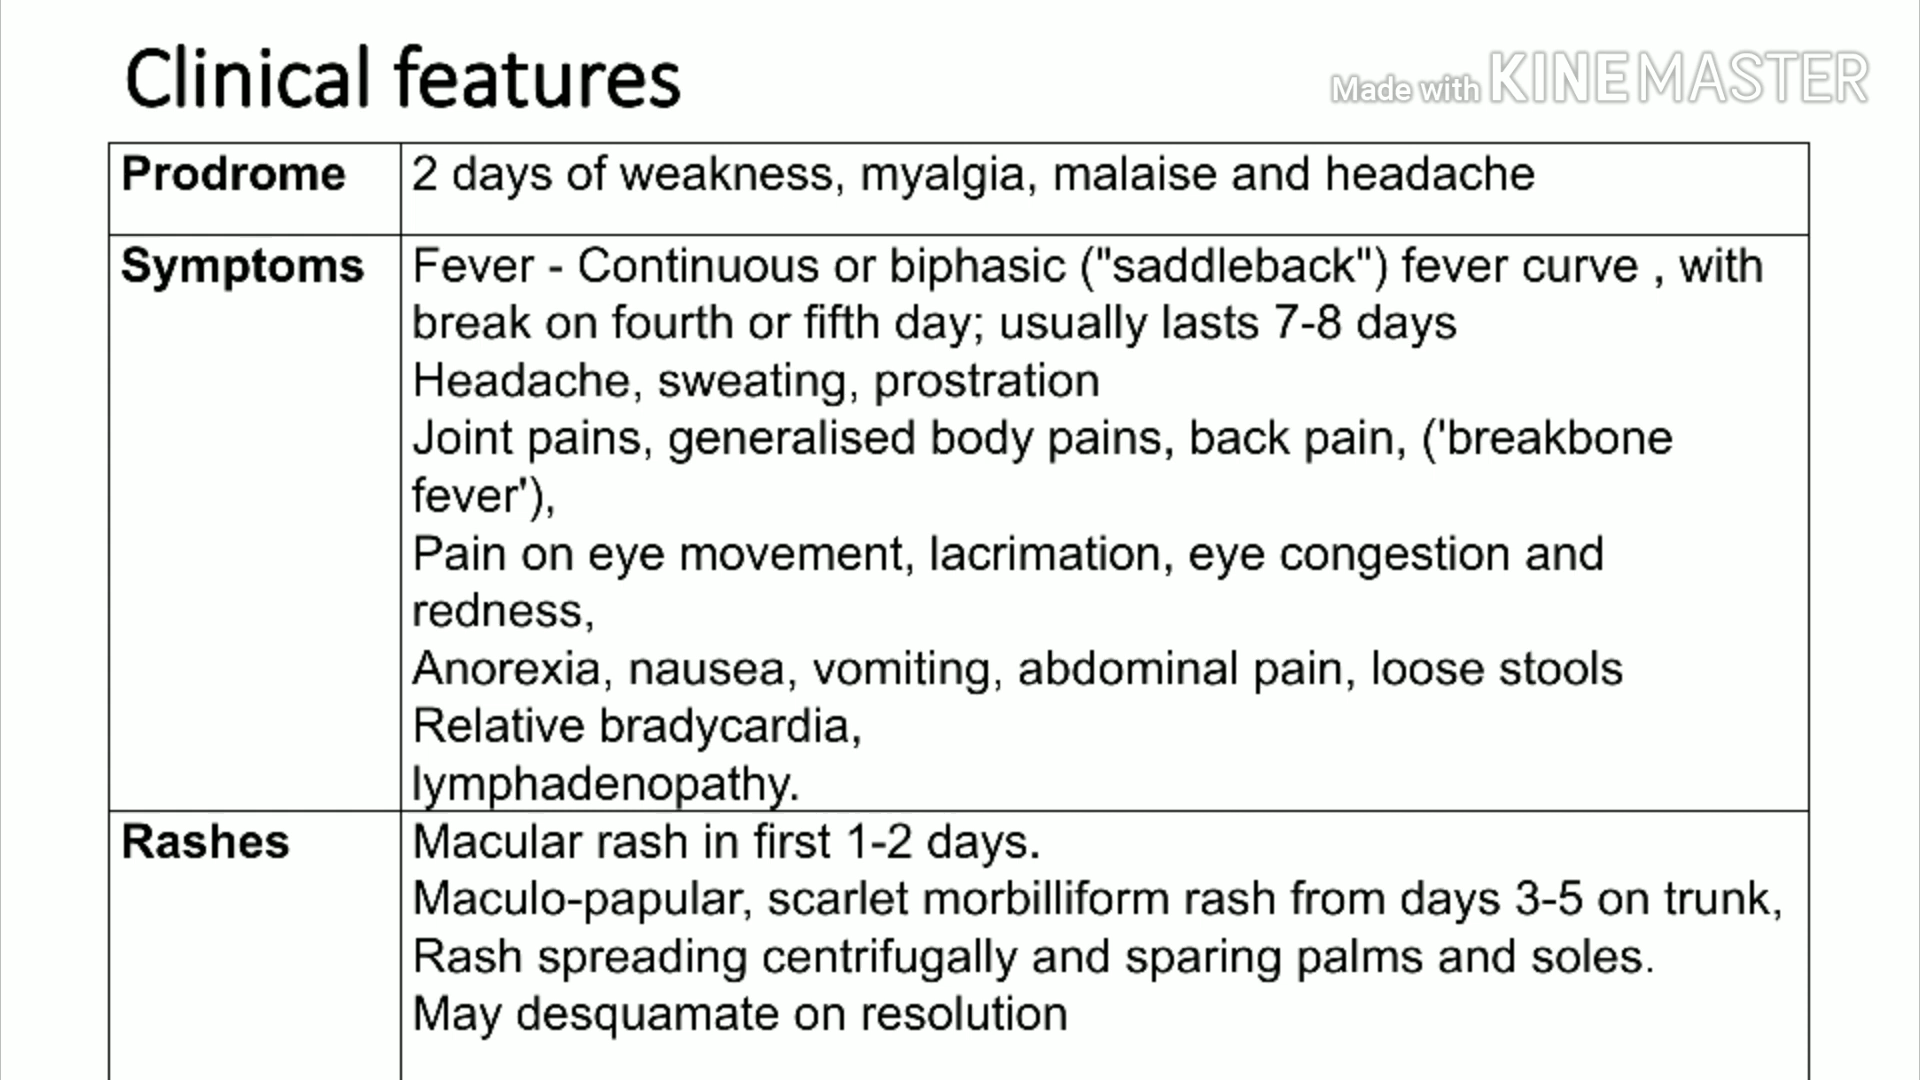 Clinical features
Made with KINEMASTER
Prodrome
2 days of weakness, myalgia, malaise and headache
Symptoms
Fever - Continuous or biphasic ("saddleback") fever curve , with
break on fourth or fifth day; usually lasts 7-8 days
Headache, sweating, prostration
Joint pains, generalised body pains, back pain, ('breakbone
fever'),
Pain on eye movement, lacrimation, eye congestion and
redness,
Anorexia, nausea, vomiting, abdominal pain, loose stools
Relative bradycardia,
lymphadenopathy.
Rashes
Macular rash in first 1-2 days.
Maculo-papular, scarlet morbilliform rash from days 3-5 on trunk,
Rash spreading centrifugally and sparing palms and soles.
May desquamate on resolution